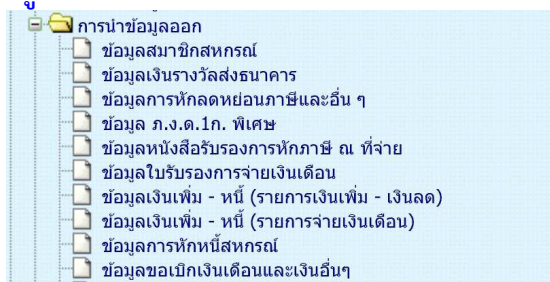 การนำข้อมูลออก
ข้อมูลสมาชิกสหกรณ์
ข้อมูลเงินรางวัลส่งธนาคาร
ข้อมูลการหักลดหย่อนภาษีและอื่น ๆ
ข้อมูล ภ.ง.ด.1ก. พิเศษ
ข้อมูลหนังสือรับรองการหักภาษี ณ ที่จ่าย
ข้อมูลใบรับรองการจ่ายเงินเดือน
ข้อมูลเงินเพิ่ม - หนี้ (รายการเงินเพิ่ม - เงินลด)
ข้อมูลเงินเพิ่ม - หนี้ (รายการจ่ายเงินเดือน)
ข้อมูลการหักหนี้สหกรณ์
ข้อมูลขอเบิกเงินเดือนและเงินอื่นๆ